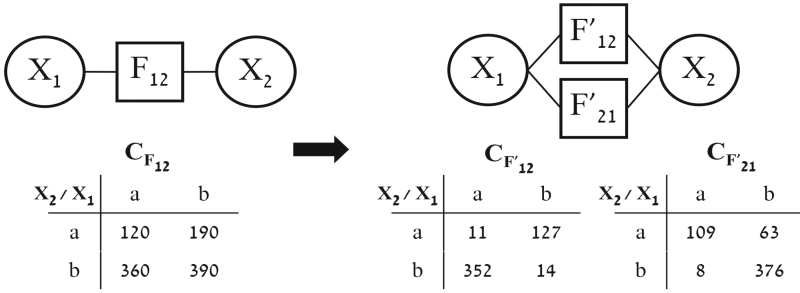 F'12
X1 F12 X2 X1 X2
F'21
CF12 CF'12 CF'21
X2 / X1 a b X2 / X1 a b X2 / X1 a b
a 120 190 a 11 127 a 109 63
b 360 390 b 352 14 b 8 376